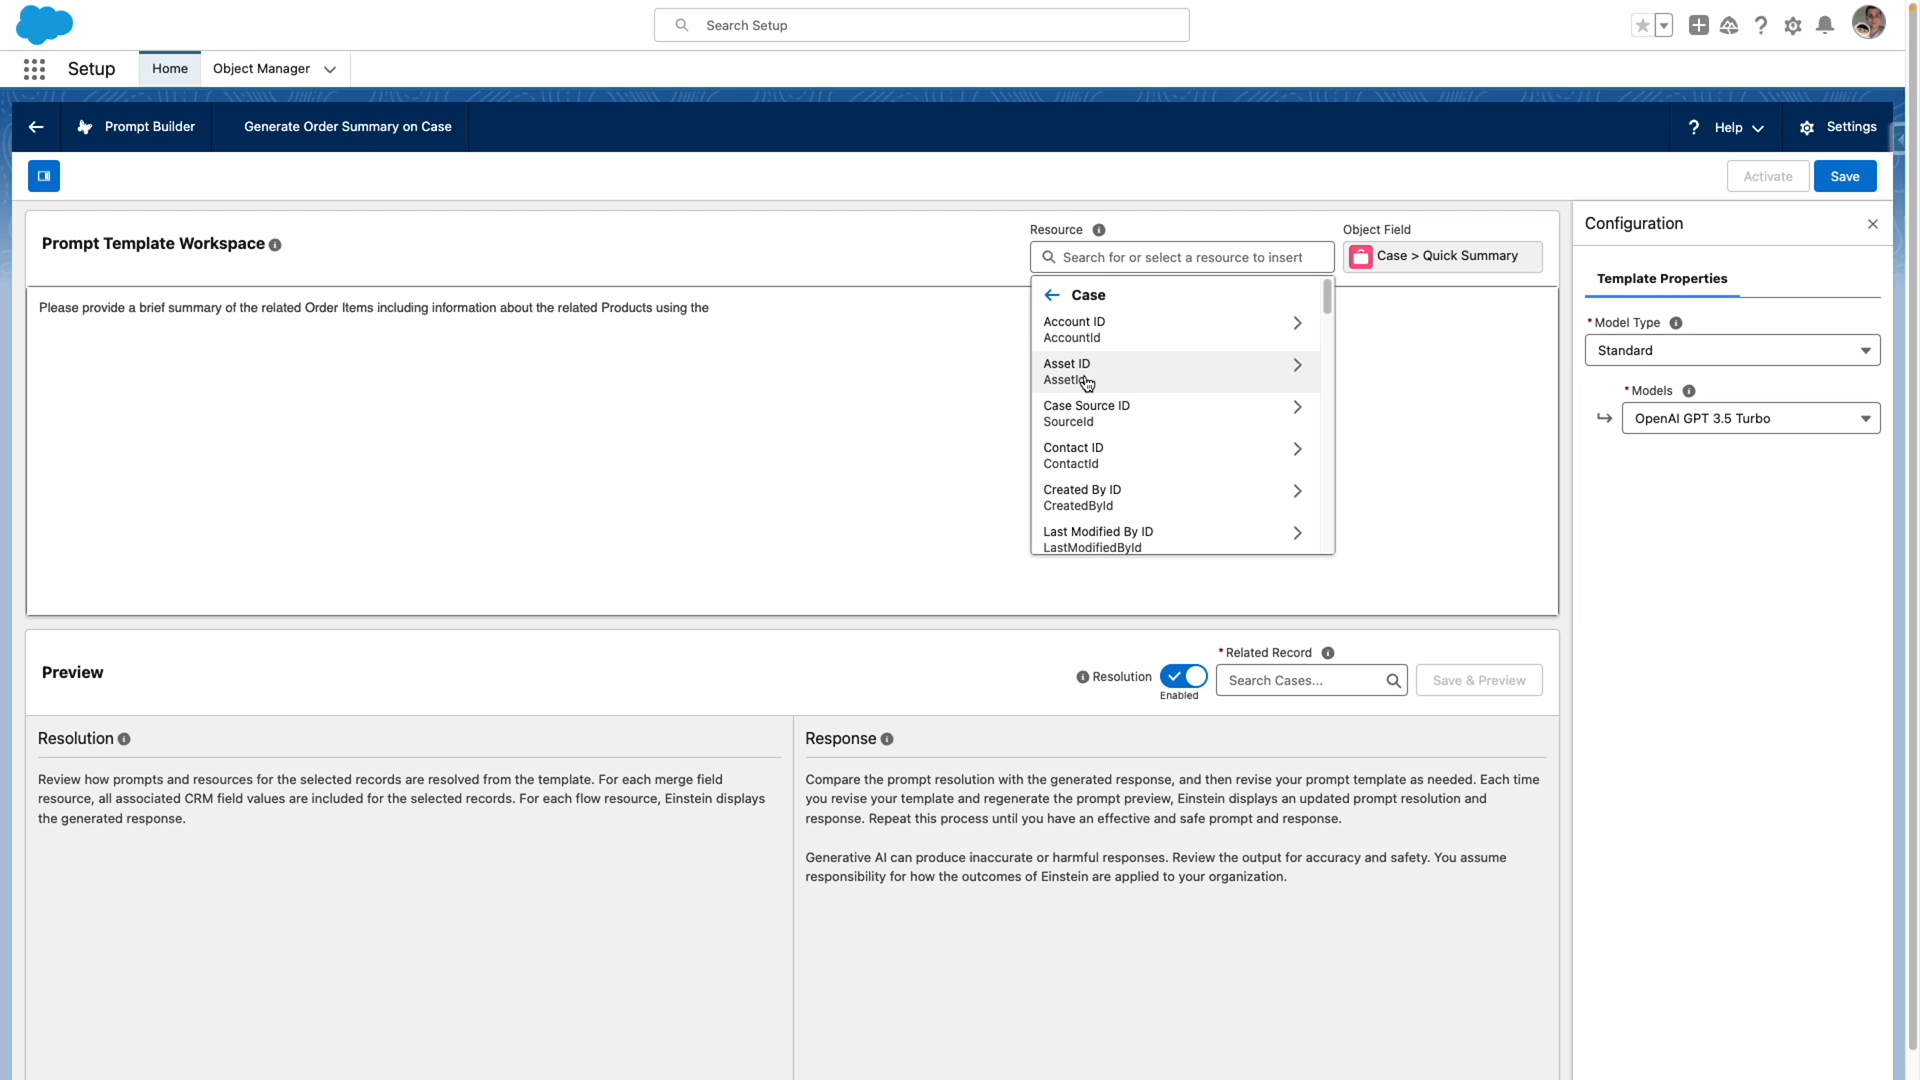 Search Setup
Setup
Home
Object Manager
Prompt Builder
Generate Order Summary on Case
Help
Settings
Activate
Save
Prompt Template Workspace
Resource
Search for or select a resource to insert
Object Field
Case > Quick Summary
Please provide a brief summary of the related Order Items including information about the related Products using the
Case
Account ID
AccountId
Asset ID
AssetId
Case Source ID
SourceId
Contact ID
ContactId
Created By ID
CreatedById
Last Modified By ID
LastModifiedById
Configuration
Template Properties
* Model Type
Standard
* Models
OpenAI GPT 3.5 Turbo
Preview
Resolution
Enabled
* Related Record
Search Cases...
Save & Preview
Resolution
Review how prompts and resources for the selected records are resolved from the template. For each merge field
resource, all associated CRM field values are included for the selected records. For each flow resource, Einstein displays
the generated response.
Response
Compare the prompt resolution with the generated response, and then revise your prompt template as needed. Each time
you revise your template and regenerate the prompt preview, Einstein displays an updated prompt resolution and
response. Repeat this process until you have an effective and safe prompt and response.
Generative AI can produce inaccurate or harmful responses. Review the output for accuracy and safety. You assume
responsibility for how the outcomes of Einstein are applied to your organization.